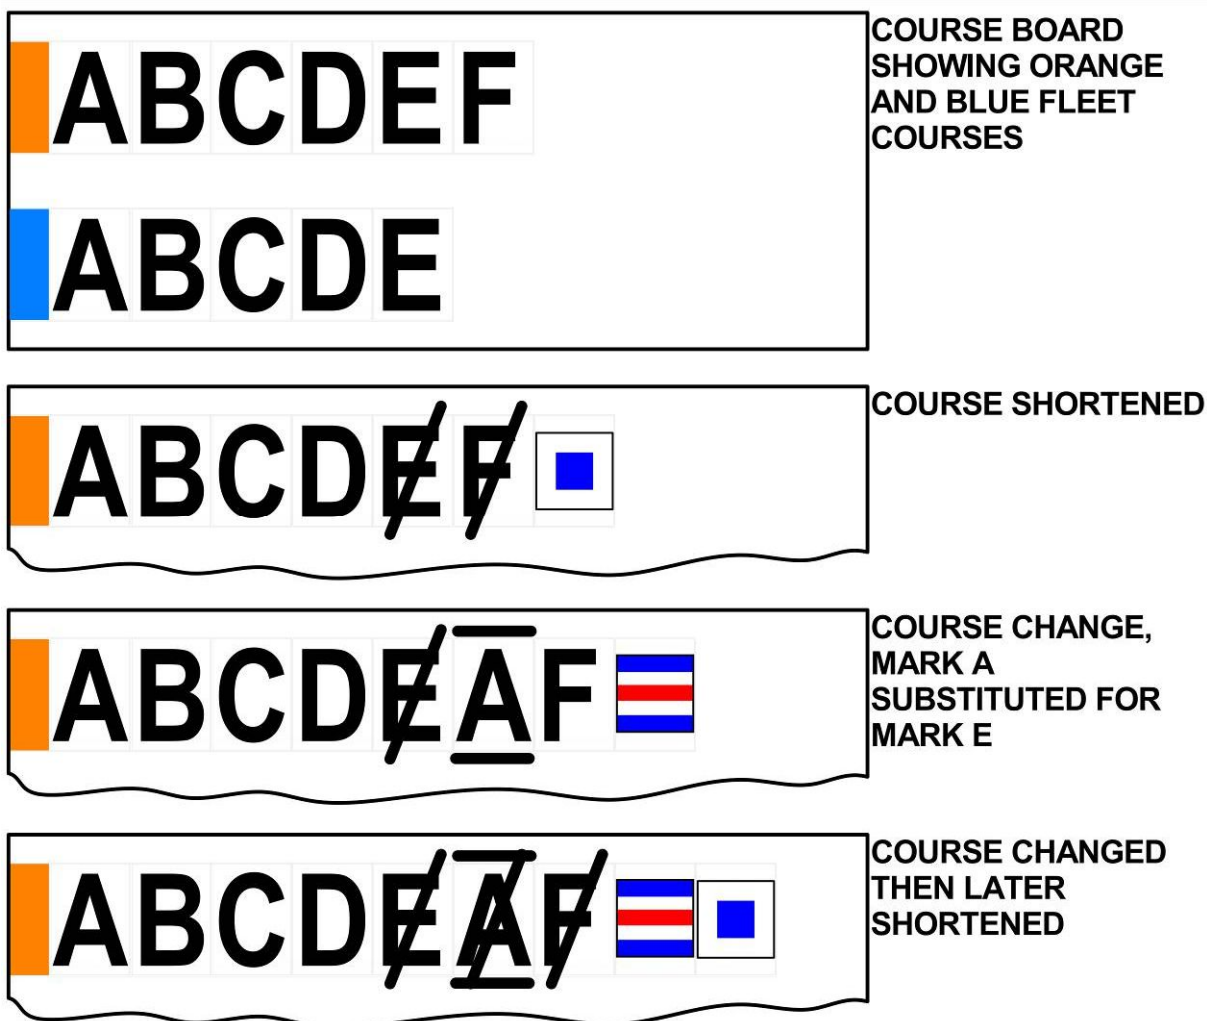 ABCDEF
COURSE BOARD
SHOWING ORANGE
AND BLUE FLEET
COURSES
ABCDE
ABCDEF
COURSE SHORTENED
ABCDEAF
COURSE CHANGE,
MARK A
SUBSTITUTED FOR
MARK E
ABCDEAF
COURSE CHANGED
THEN LATER
SHORTENED